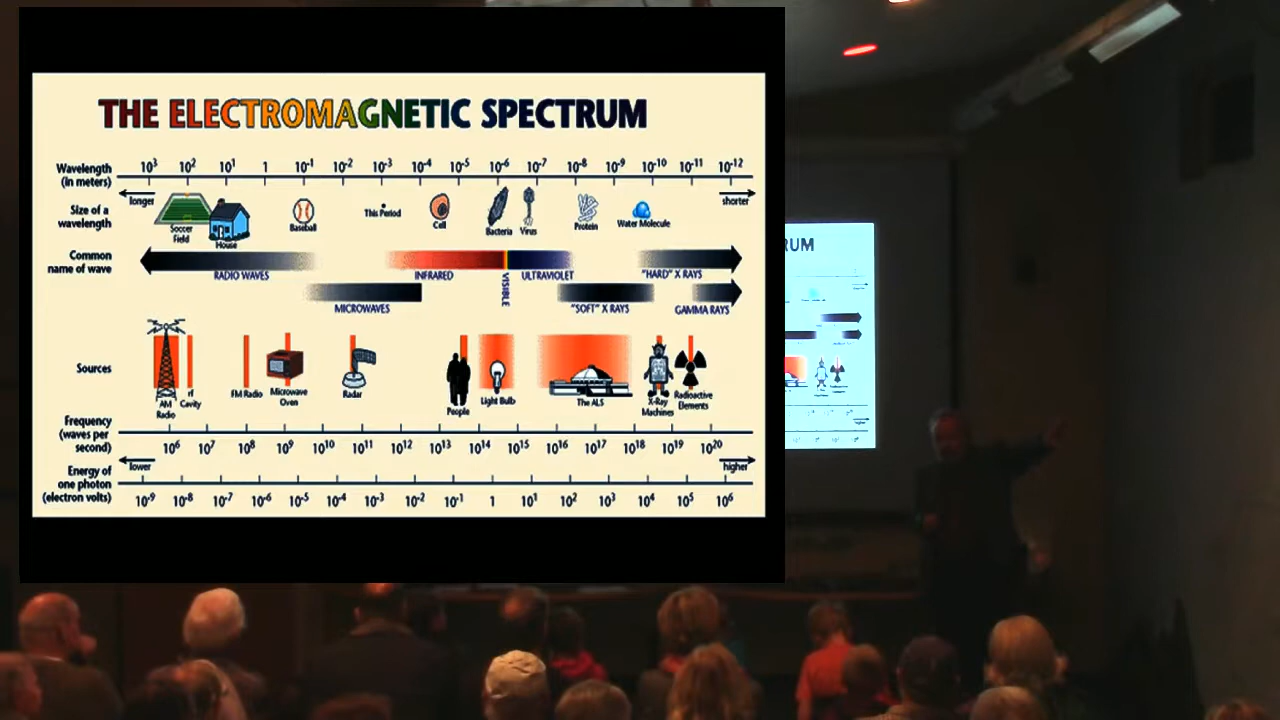 THE ELECTROMAGNETIC SPECTRUM
Wavelength
(in meters)
10³ 10² 10¹ 1 10⁻¹ 10⁻² 10⁻³ 10⁻⁴ 10⁻⁵ 10⁻⁶ 10⁻⁷ 10⁻⁸ 10⁻⁹ 10⁻¹⁰ 10⁻¹¹ 10⁻¹²
longer
shorter
Size of a
wavelength
Soccer
Field
House
Baseball
This Period
Cell
Bacteria
Virus
Protein
Water Molecule
Common
name of wave
RADIO WAVES
INFRARED
VISIBLE
ULTRAVIOLET
"HARD" X RAYS
MICROWAVES
"SOFT" X RAYS
GAMMA RAYS
Sources
AM
Radio
rf
Cavity
FM Radio
Microwave
Oven
Radar
People
Light Bulb
The ALS
X-Ray
Machines
Radioactive
Elements
Frequency
(waves per
second)
10⁶ 10⁷ 10⁸ 10⁹ 10¹⁰ 10¹¹ 10¹² 10¹³ 10¹⁴ 10¹⁵ 10¹⁶ 10¹⁷ 10¹⁸ 10¹⁹ 10²⁰
lower
higher
Energy of
one photon
(electron volts)
10⁻⁹ 10⁻⁸ 10⁻⁷ 10⁻⁶ 10⁻⁵ 10⁻⁴ 10⁻³ 10⁻² 10⁻¹ 1 10¹ 10² 10³ 10⁴ 10⁵ 10⁶
RUM